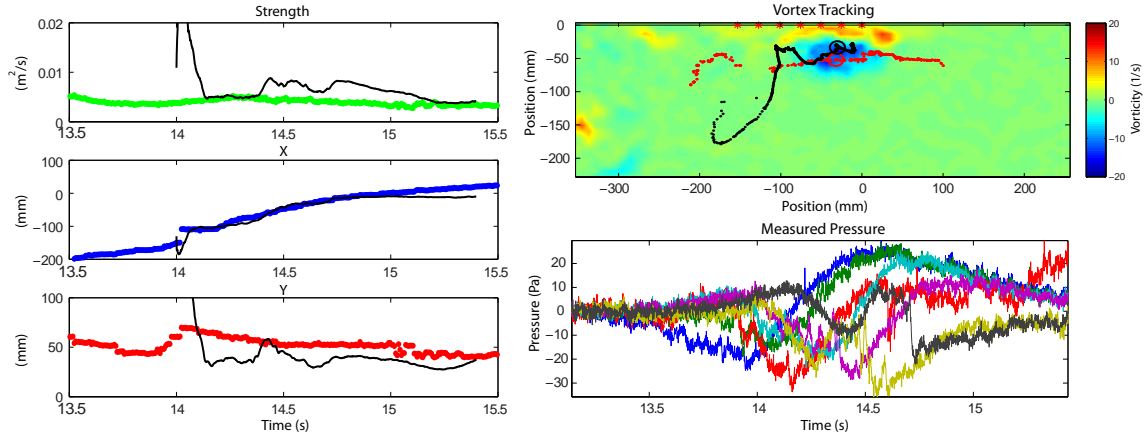 Strength
0.02
0.01
0
(m²/s)
13.5 14 14.5 15 15.5
X
100
0
−100
−200
(mm)
13.5 14 14.5 15 15.5
Y
100
50
0
(mm)
13.5 14 14.5 15 15.5
Time (s)
Vortex Tracking
0
−50
−100
−150
−200
Position (mm)
−300 −200 −100 0 100 200
Position (mm)
20
10
0
−10
−20
Vorticity (1/s)
Measured Pressure
20
10
0
−10
−20
−30
Pressure (Pa)
13.5 14 14.5 15
Time (s)